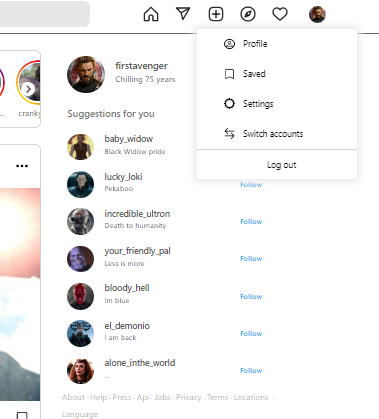 Profile
Saved
Settings
Switch accounts
Log out
firstavenger
Chilling 75 years
Suggestions for you
baby_widow
Black Widow pride
lucky_loki
Pekaboo
Follow
incredible_ultron
Death to humanity
Follow
your_friendly_pal
Less is more
Follow
bloody_hell
Im blue
Follow
el_demonio
I am back
Follow
alone_inthe_world
...
Follow
... cranky
About · Help · Press · Api · Jobs · Privacy · Terms · Locations ·
Language